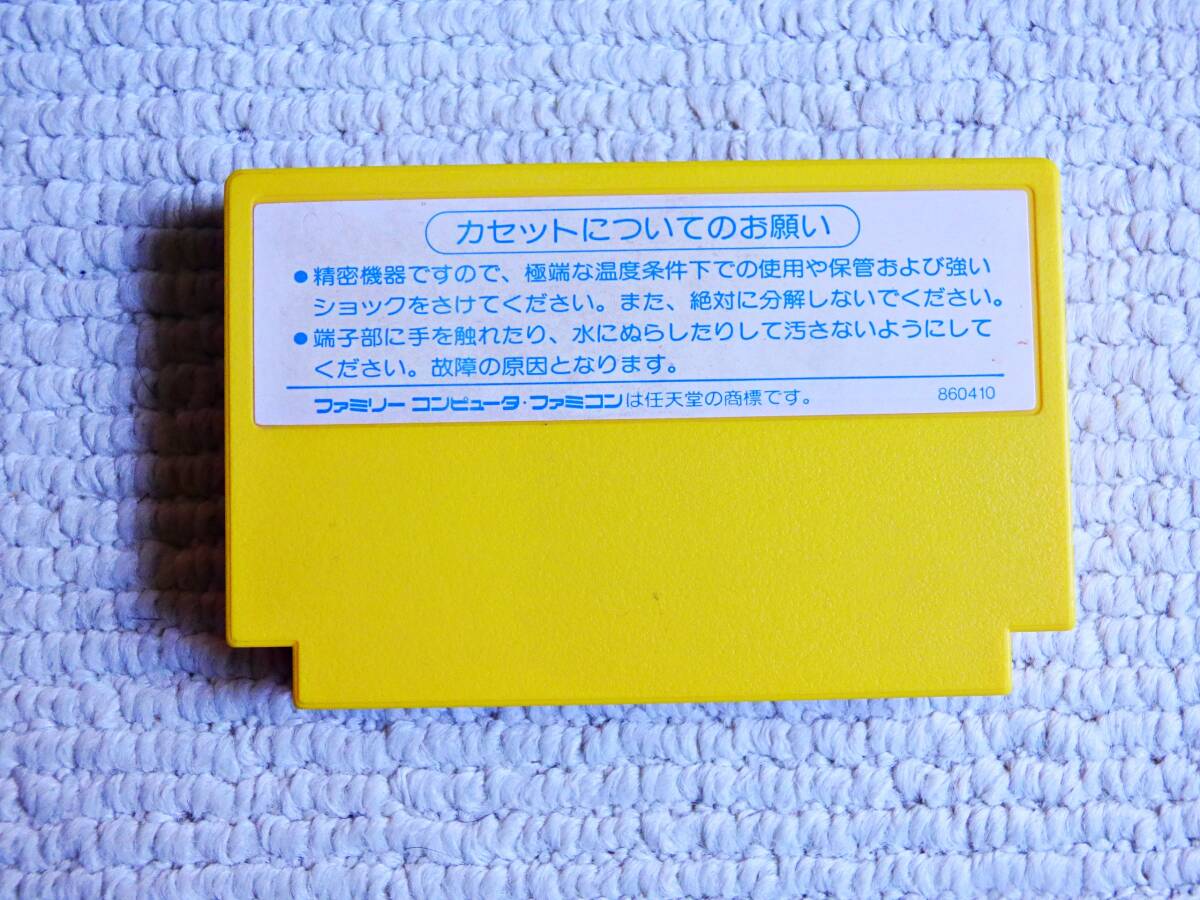 カセットについてのお願い
●精密機器ですので、極端な温度条件下での使用や保管および強い
ショックをさけてください。また、絶対に分解しないでください。
●端子部に手を触れたり、水にぬらしたりして汚さないようにして
ください。故障の原因となります。
ファミリー コンピュータ・ファミコンは任天堂の商標です。 860410